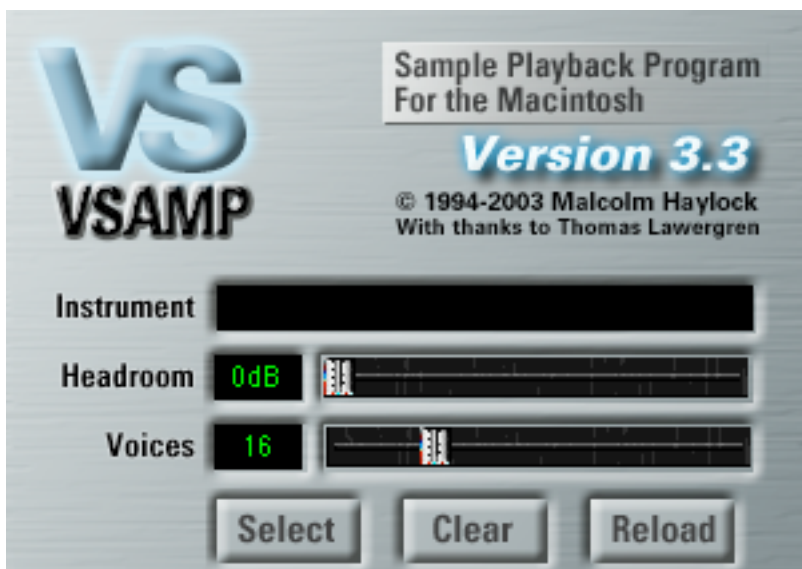 VS
VSAMP
Sample Playback Program
For the Macintosh
Version 3.3
© 1994-2003 Malcolm Haylock
With thanks to Thomas Lawergren
Instrument
Headroom 0dB
Voices 16
Select Clear Reload